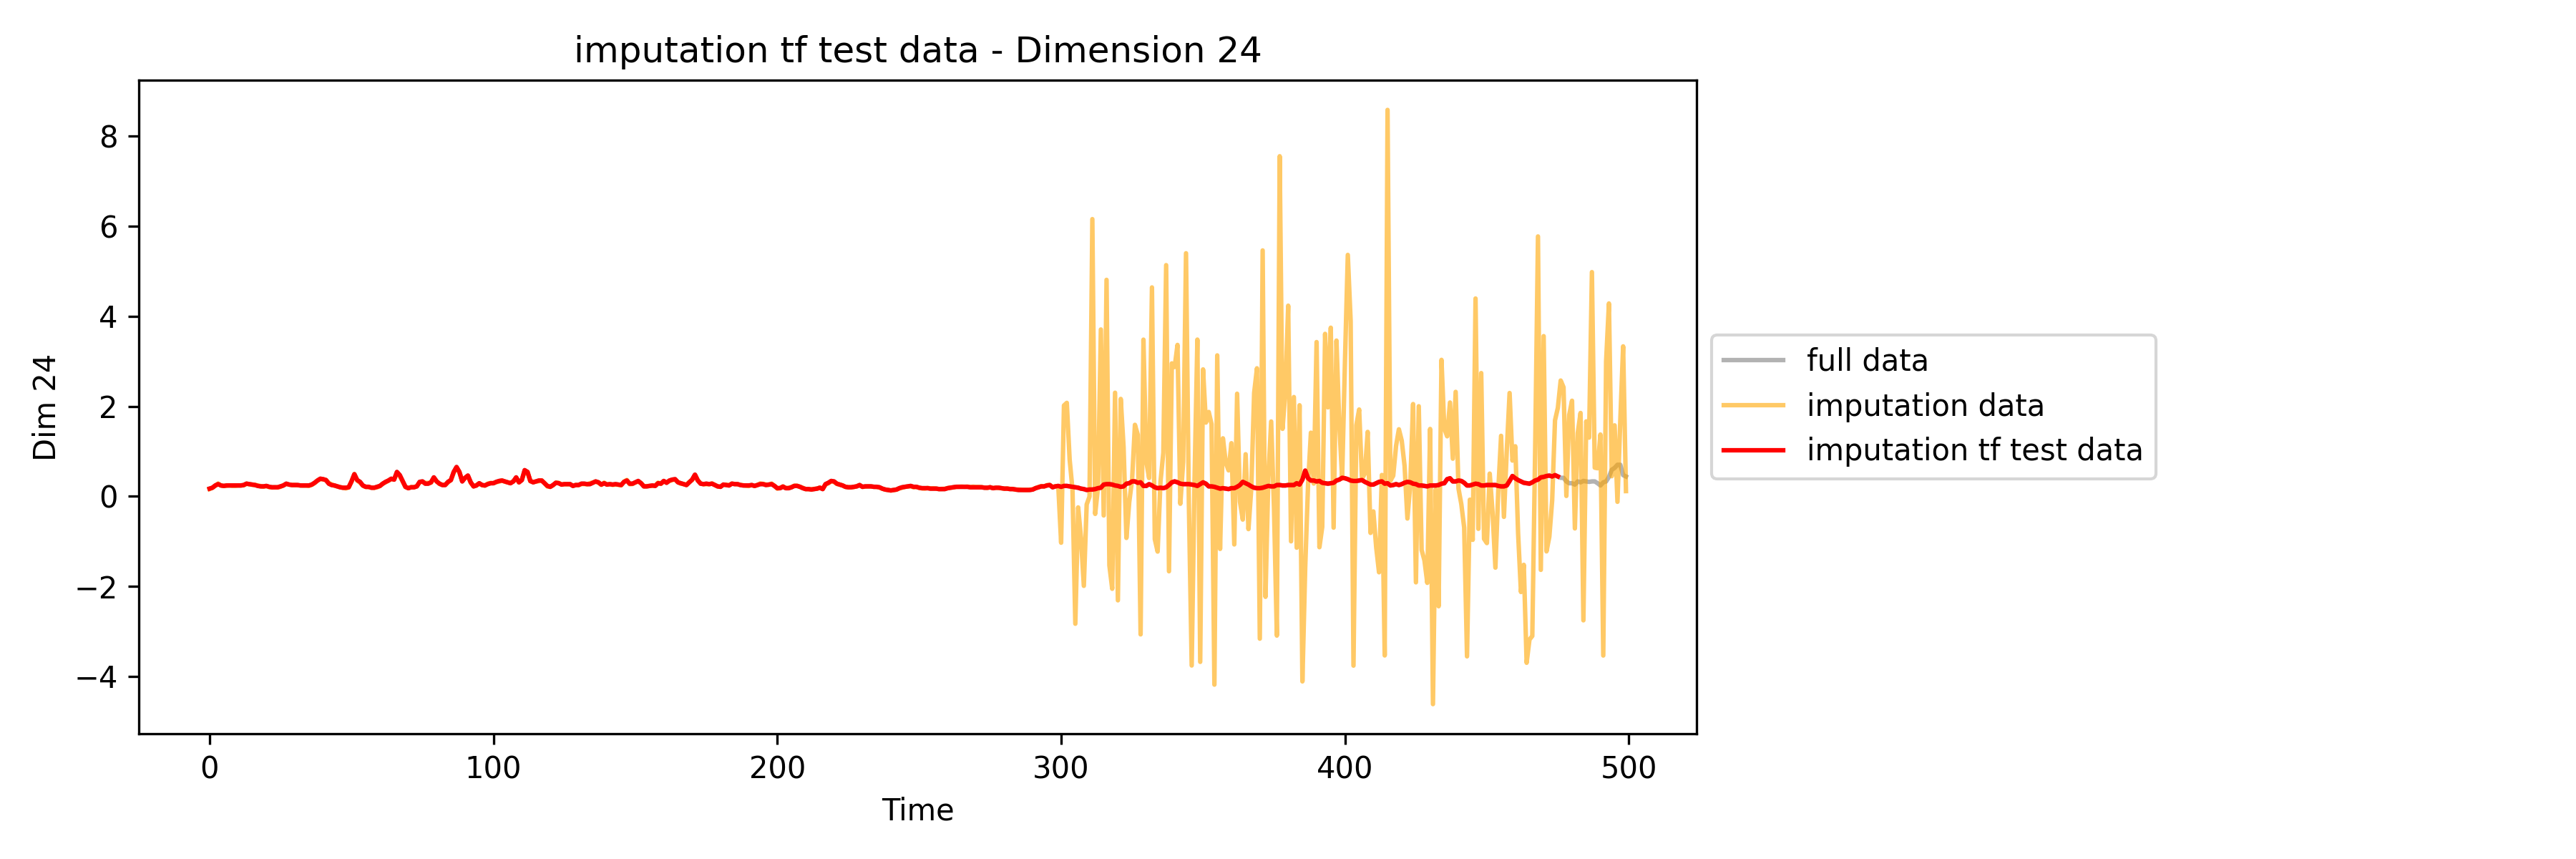 imputation tf test data - Dimension 24
8
6
4
2
0
−2
−4
Dim 24
0
100
200
300
400
500
Time
full data
imputation data
imputation tf test data